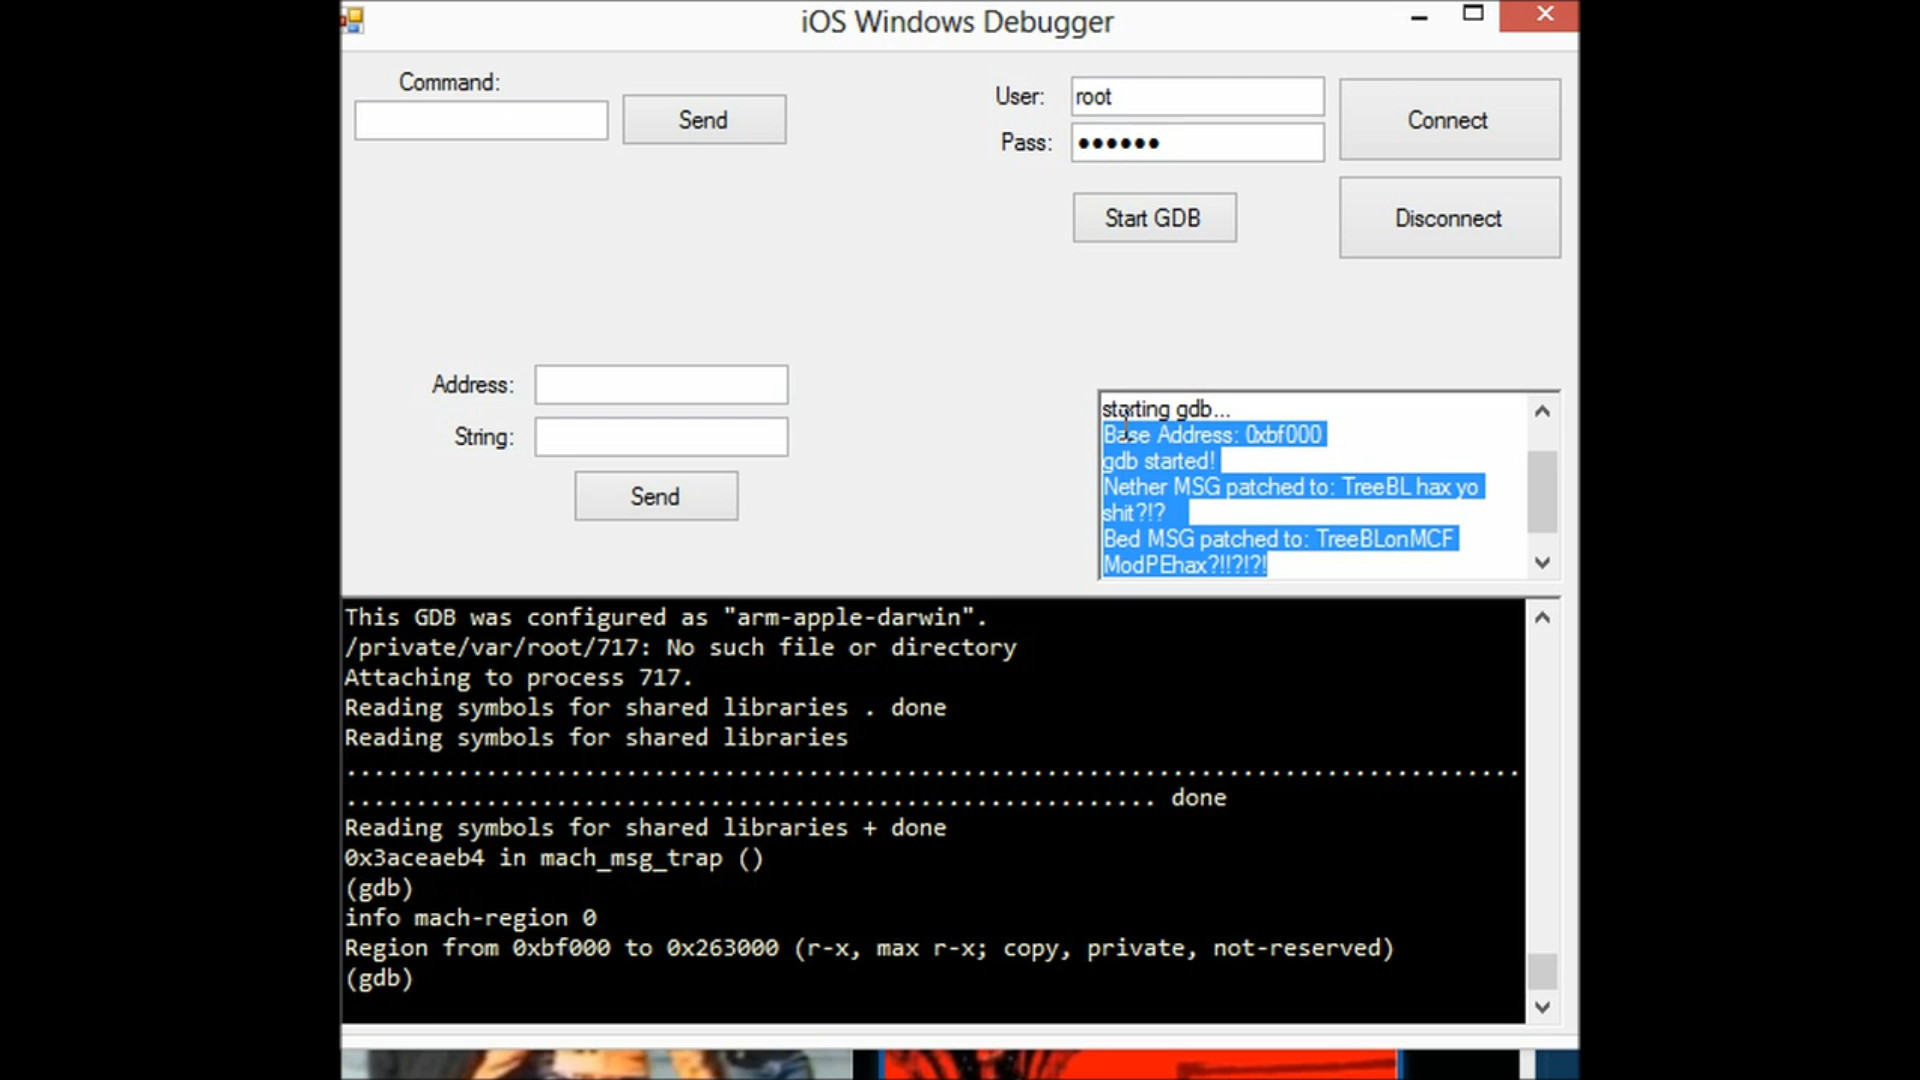 iOS Windows Debugger
Command:
Send
User: root
Pass: ●●●●●●
Connect
Start GDB
Disconnect
Address:
String:
Send
starting gdb...
Base Address: 0xbf000
gdb started!
Nether MSG patched to: TreeBL hax yo
shit?!?
Bed MSG patched to: TreeBLonMCF
ModPEhax?!!?!?!
This GDB was configured as "arm-apple-darwin".
/private/var/root/717: No such file or directory
Attaching to process 717.
Reading symbols for shared libraries . done
Reading symbols for shared libraries
....................................................................................
.......................................................... done
Reading symbols for shared libraries + done
0x3aceaeb4 in mach_msg_trap ()
(gdb)
info mach-region 0
Region from 0xbf000 to 0x263000 (r-x, max r-x; copy, private, not-reserved)
(gdb)